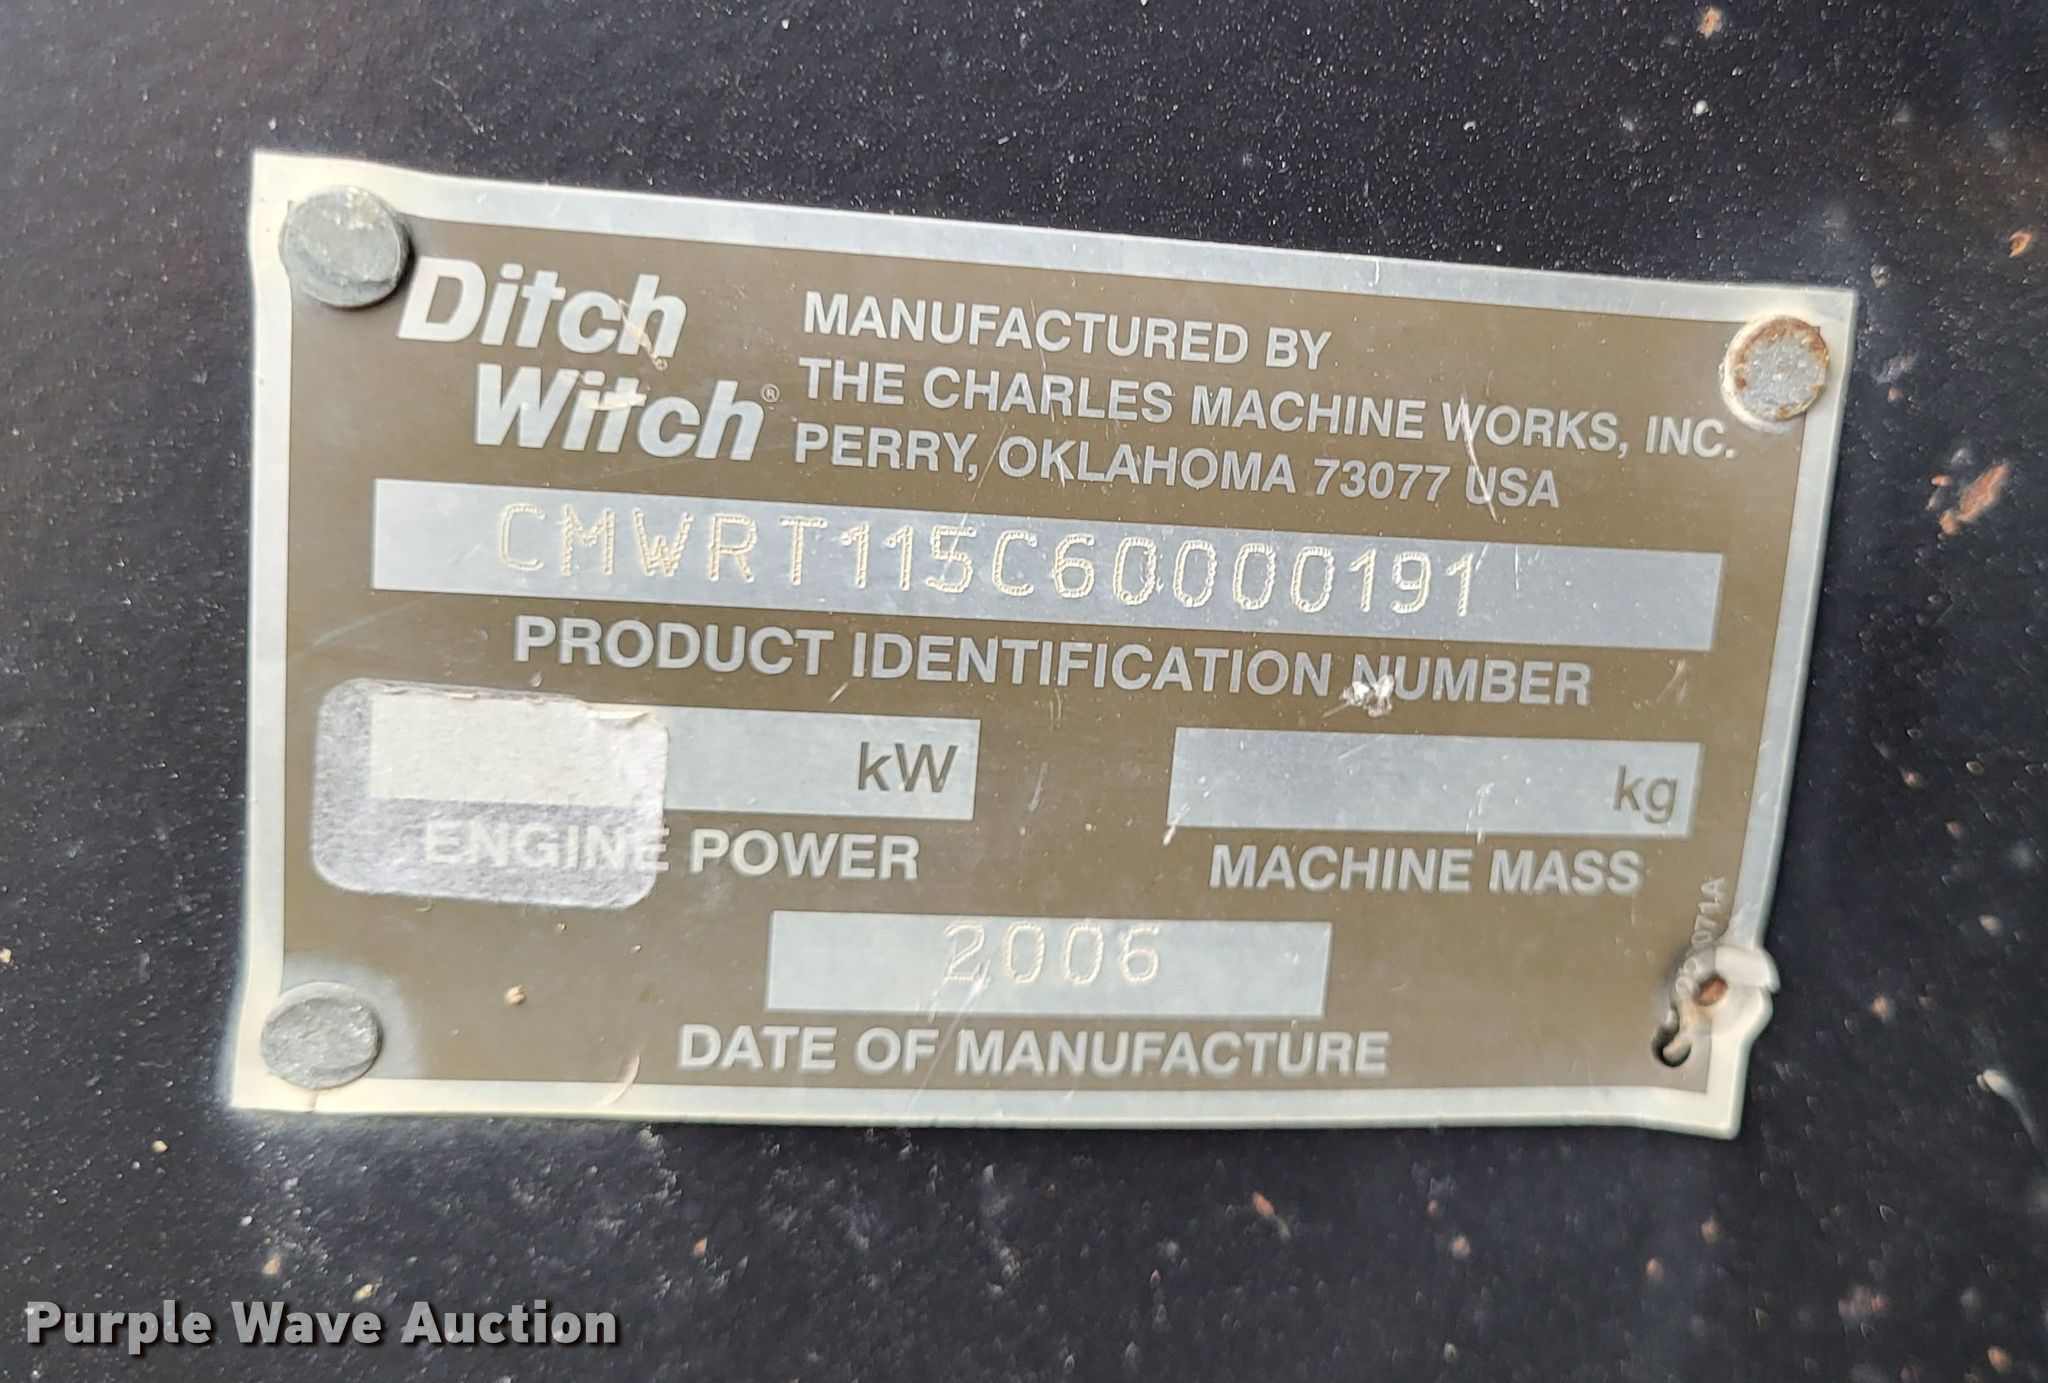 Ditch
Witch®
MANUFACTURED BY
THE CHARLES MACHINE WORKS, INC.
PERRY, OKLAHOMA 73077 USA
CMWRT115C60000191
PRODUCT IDENTIFICATION NUMBER
kW
ENGINE POWER
kg
MACHINE MASS
2006
DATE OF MANUFACTURE
Purple Wave Auction